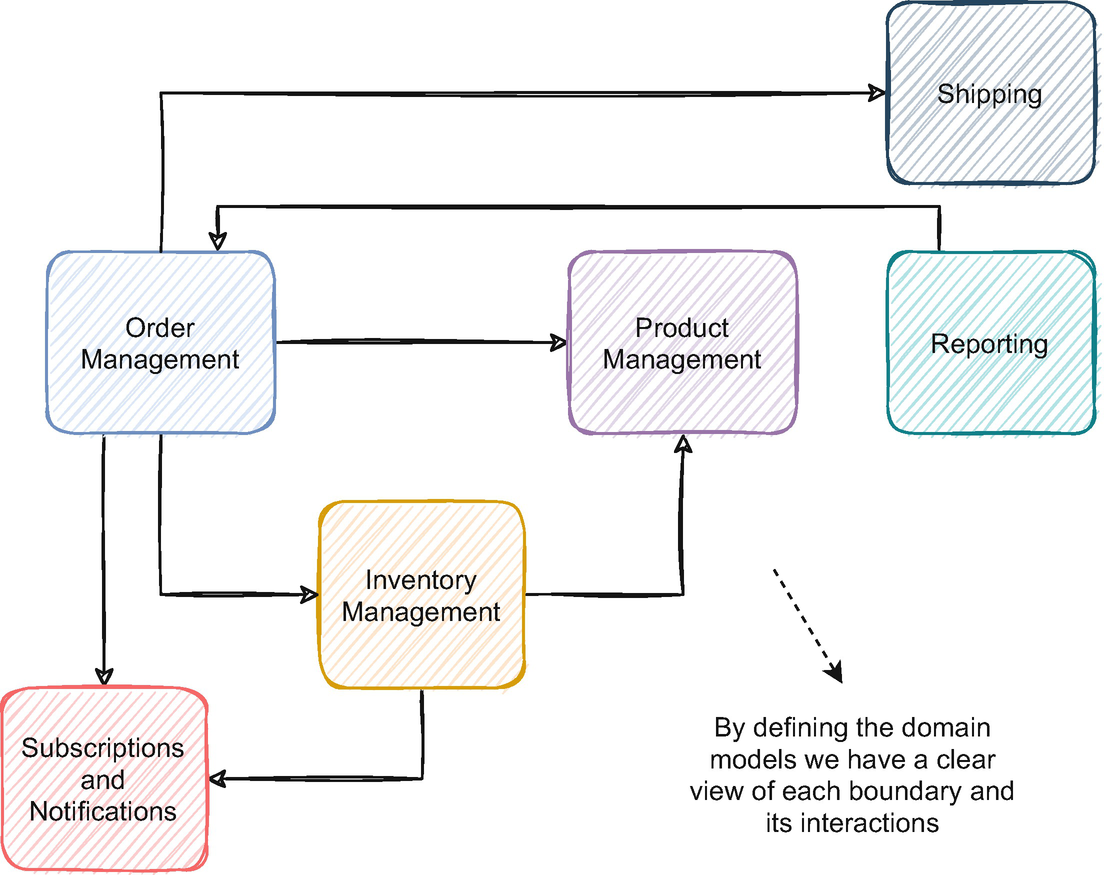 Shipping
Order
Management
Product
Management
Reporting
Inventory
Management
Subscriptions
and
Notifications
By defining the domain
models we have a clear
view of each boundary and
its interactions